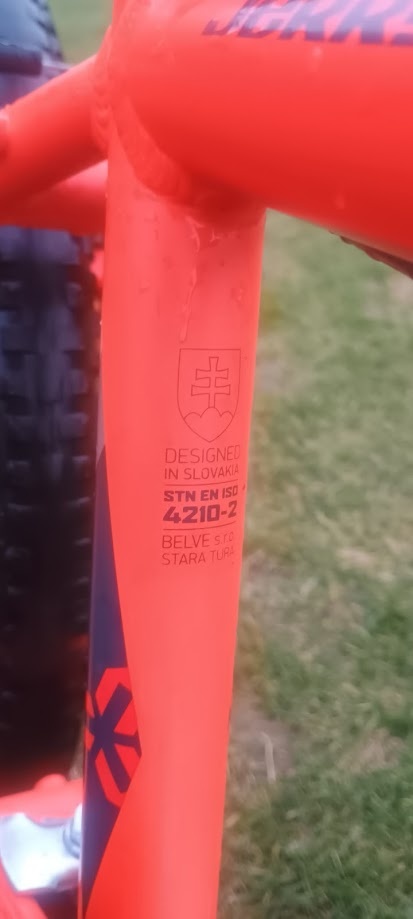 DESIGNED
IN SLOVAKIA
STN EN ISO
4210-2
BELVE s.r.o.
STARA TURA